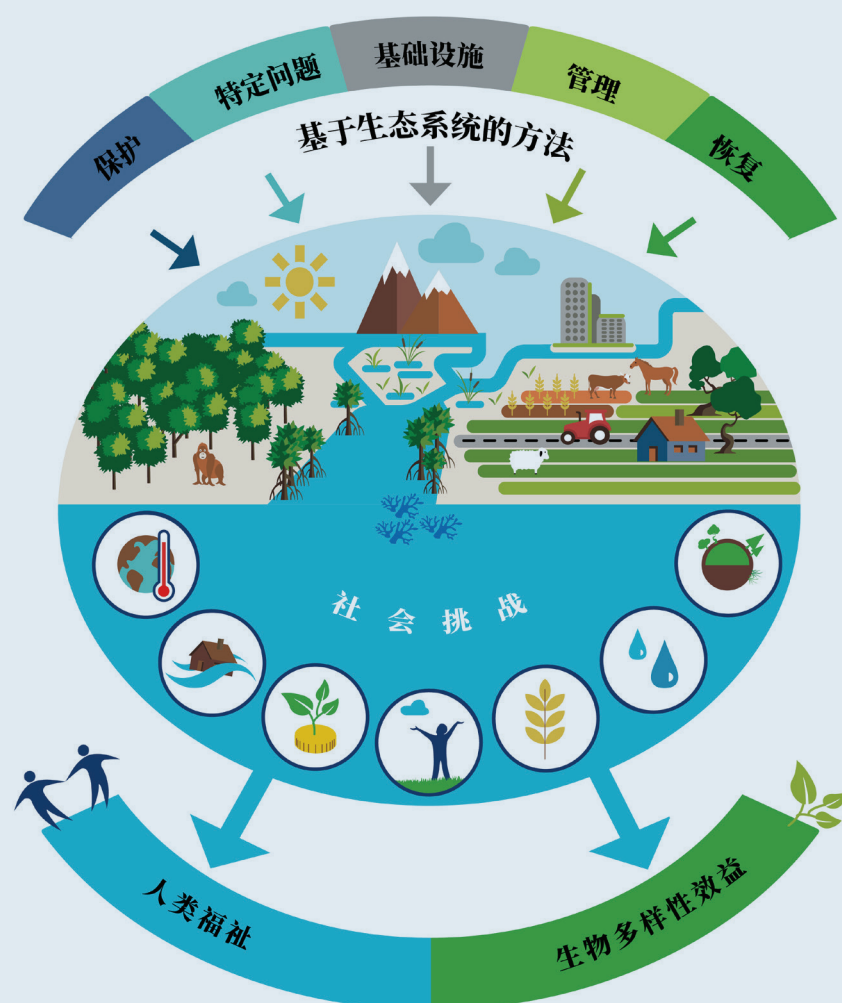 保护
特定问题
基础设施
管理
恢复
基于生态系统的方法
社会挑战
人类福祉
生物多样性效益